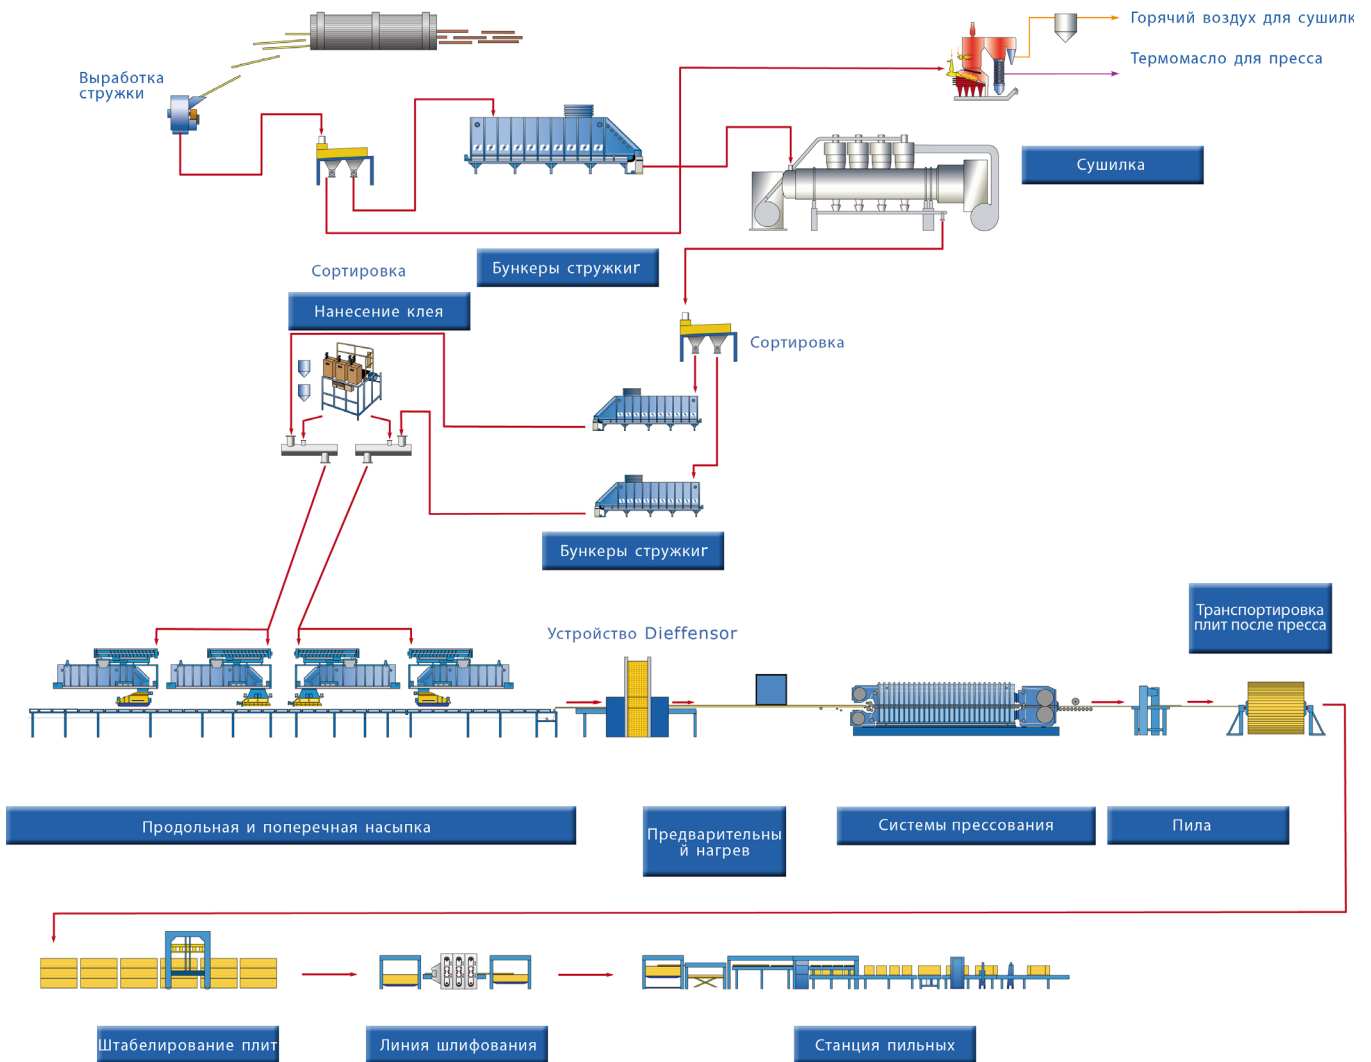 Горячий воздух для сушилк
Термомасло для пресса
Выработка
стружки
Сушилка
Бункеры стружкиг
Сортировка
Нанесение клея
Сортировка
Бункеры стружкиг
Транспортировка
плит после пресса
Устройство Dieffensor
Продольная и поперечная насыпка
Предварительны
й нагрев
Системы прессования
Пила
Штабелирование плит
Линия шлифования
Станция пильных